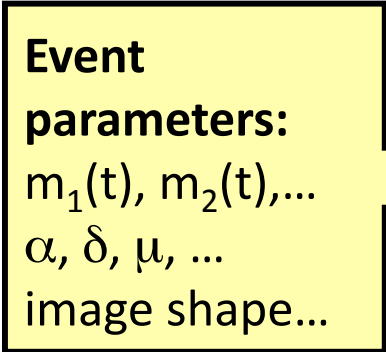 Event
parameters:
m₁(t), m₂(t),...
α, δ, μ, ...
image shape...